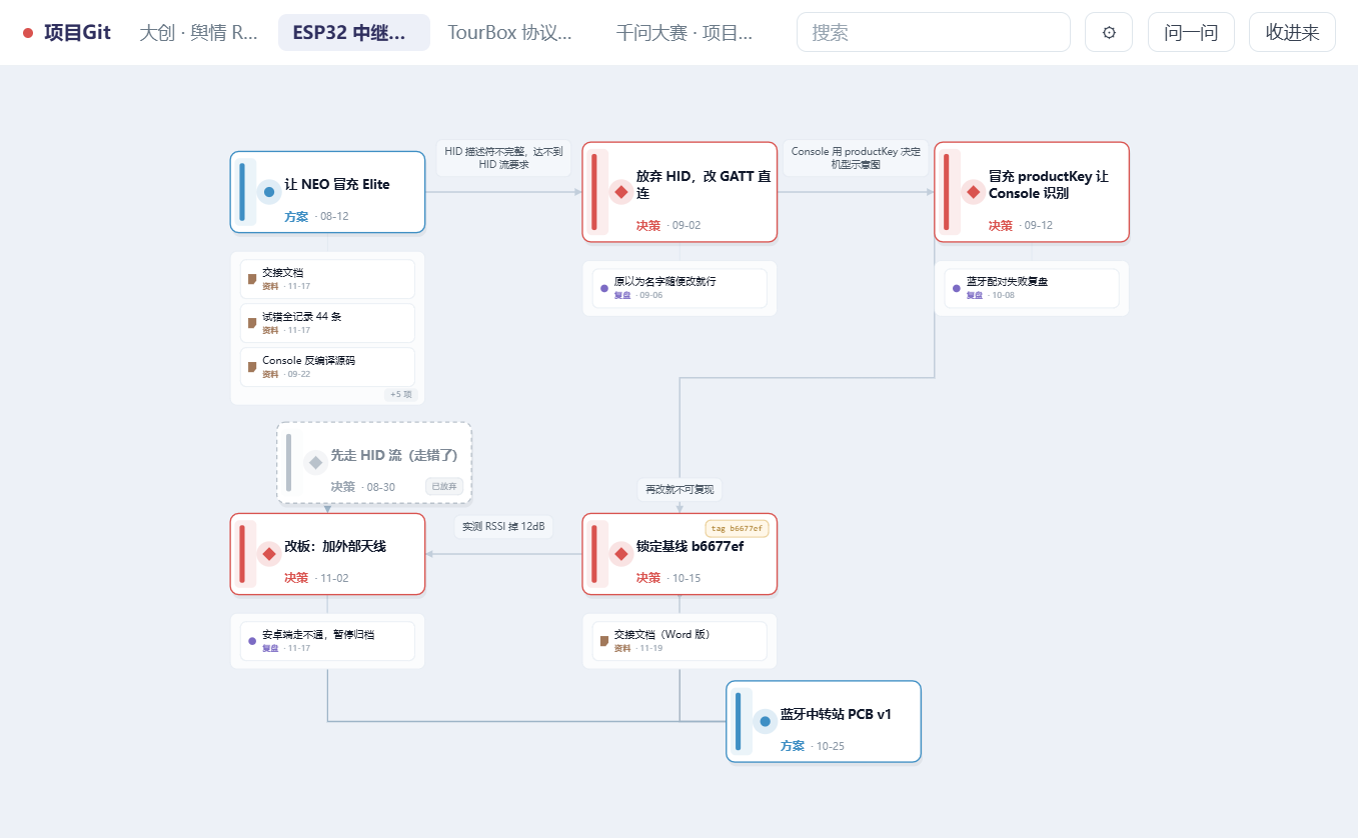 项目Git
大创 · 舆情 R...
ESP32 中继...
TourBox 协议...
千问大赛 · 项目...
搜索
问一问
收进来
让 NEO 冒充 Elite
方案 · 08-12
HID 描述符不完整，达不到
HID 流要求
放弃 HID，改 GATT 直
连
决策 · 09-02
Console 用 productKey 决定
机型示意图
冒充 productKey 让
Console 识别
决策 · 09-12
交接文档
资料 · 11-17
试错全记录 44 条
资料 · 11-17
Console 反编译源码
资料 · 09-22
+5 项
原以为名字随便改就行
复盘 · 09-06
蓝牙配对失败复盘
复盘 · 10-08
先走 HID 流（走错了）
决策 · 08-30
已放弃
再改就不可复现
改板：加外部天线
决策 · 11-02
实测 RSSI 掉 12dB
tag b6677ef
锁定基线 b6677ef
决策 · 10-15
安卓端走不通，暂停归档
复盘 · 11-17
交接文档（Word 版）
资料 · 11-19
蓝牙中转站 PCB v1
方案 · 10-25